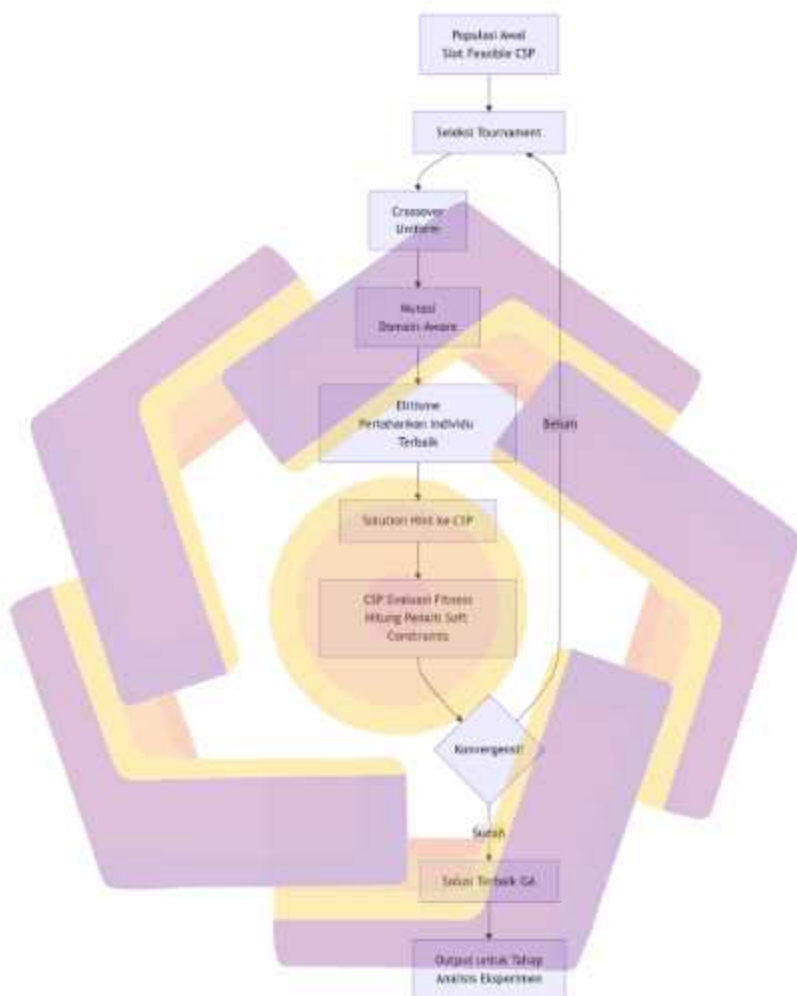 Populasi Awal
Slot Feasible CSP
Seleksi Tournament
Crossover
Uniform
Mutasi
Domain-Aware
Elitisme
Pertahankan Individu
Terbaik
Solution Hint ke CSP
CSP Evaluasi Fitness
Hitung Penalti Soft
Constraints
Belum
Konvergensi?
Sudah
Solusi Terbaik GA
Output untuk Tahap
Analisis Eksperimen